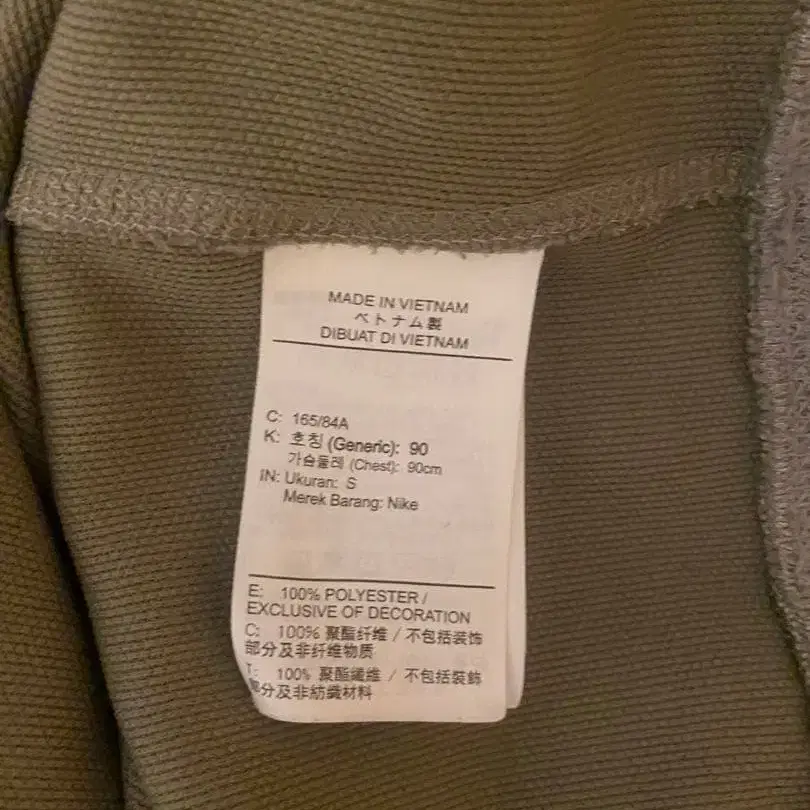 MADE IN VIETNAM
ベトナム製
DIBUAT DI VIETNAM
C: 165/84A
K: 호칭 (Generic): 90
가슴둘레 (Chest): 90cm
IN: Ukuran: S
Merek Barang: Nike
E: 100% POLYESTER /
EXCLUSIVE OF DECORATION
C: 100% 聚酯纤维 / 不包括装饰
部分及非纤维物质
T: 100% 聚酯纖維 / 不包括裝飾
部分及非紡織材料